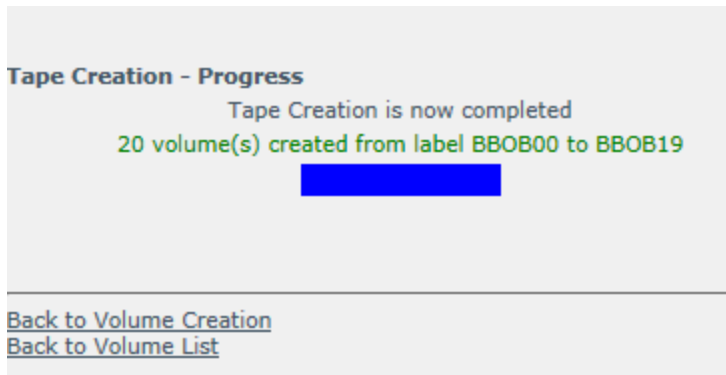 Tape Creation - Progress
Tape Creation is now completed
20 volume(s) created from label BBOB00 to BBOB19
Back to Volume Creation
Back to Volume List